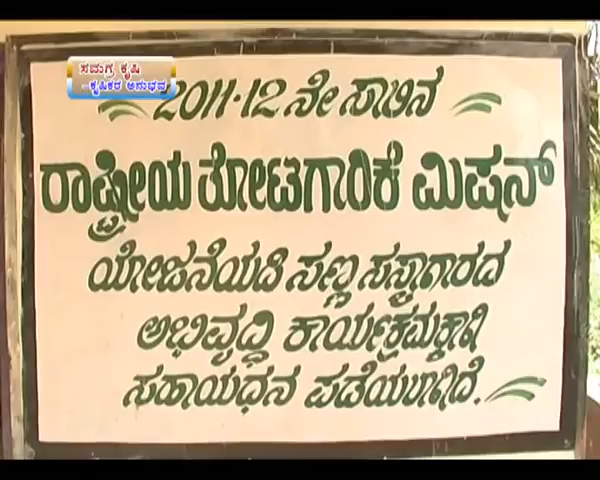 ಸಮಗ್ರ ಕೃಷಿ
-ಕೃಷಿಕರ ಅನುಭವ
2011-12ನೇ ಸಾಲಿನ
ರಾಷ್ಟ್ರೀಯ ತೋಟಗಾರಿಕೆ ಮಿಷನ್
ಯೋಜನೆಯಡಿ ಸಣ್ಣ ಸಸ್ಯಾಗಾರದ
ಅಭಿವೃದ್ಧಿ ಕಾರ್ಯಕ್ರಮಕ್ಕಾಗಿ
ಸಹಾಯಧನ ಪಡೆಯಲಾಗಿದೆ.